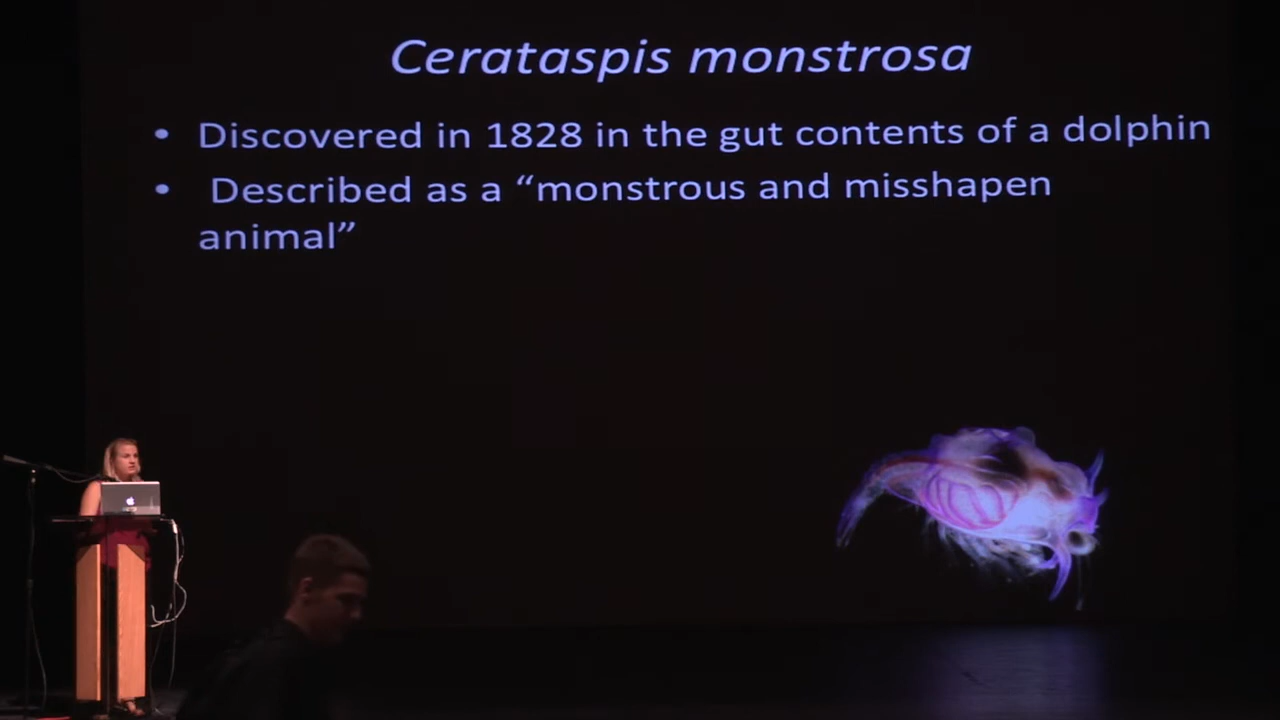 Cerataspis monstrosa
• Discovered in 1828 in the gut contents of a dolphin
• Described as a “monstrous and misshapen
animal”